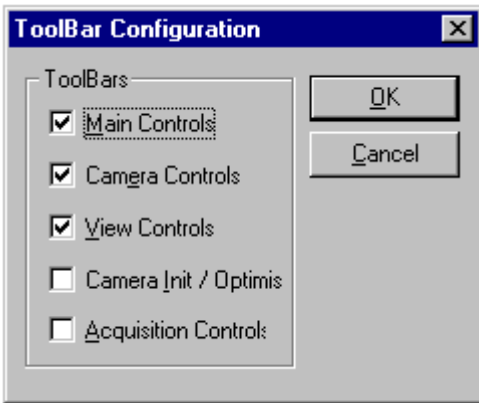 ToolBar Configuration
ToolBars
Main Controls
Camera Controls
View Controls
Camera Init / Optimis
Acquisition Controls
OK
Cancel